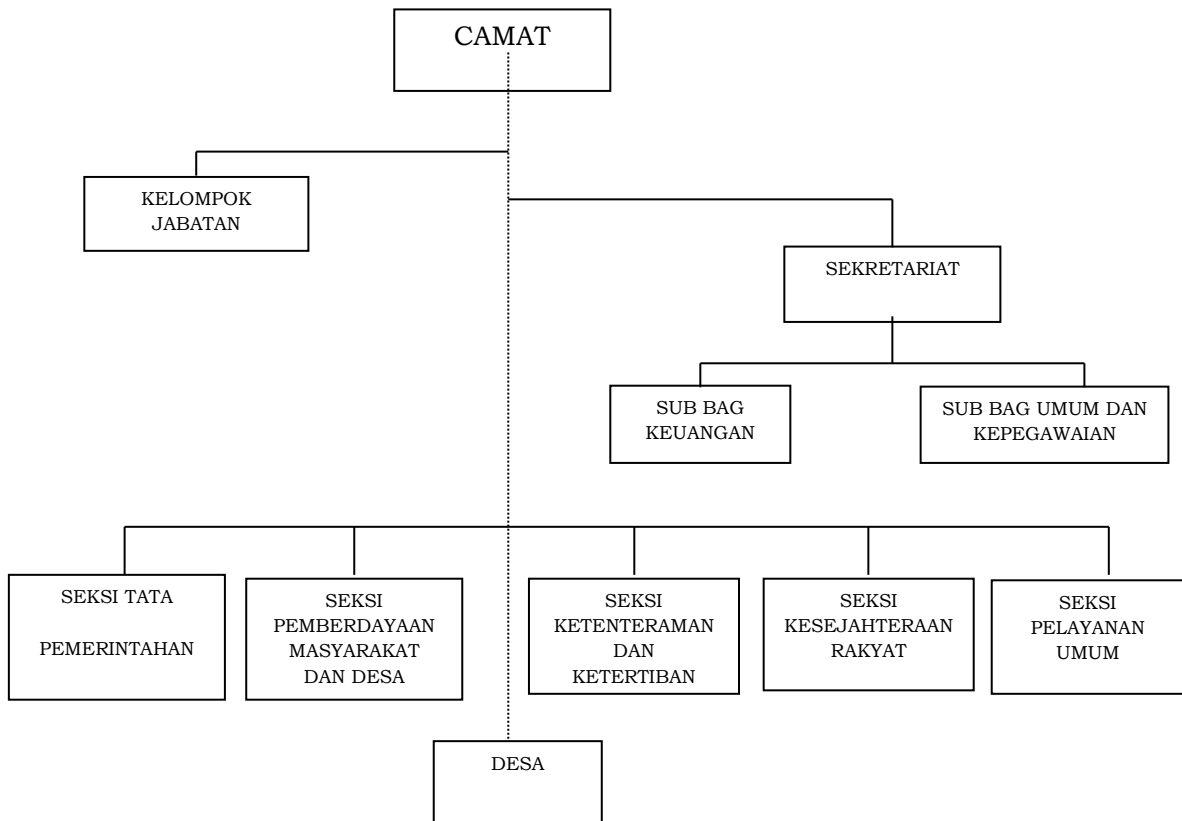 CAMAT
KELOMPOK
JABATAN
SEKRETARIAT
SUB BAG
KEUANGAN
SUB BAG UMUM DAN
KEPEGAWAIAN
SEKSI TATA
PEMERINTAHAN
SEKSI
PEMBERDAYAAN
MASYARAKAT
DAN DESA
SEKSI
KETENTERAMAN
DAN
KETERTIBAN
SEKSI
KESEJAHTERAAN
RAKYAT
SEKSI
PELAYANAN
UMUM
DESA